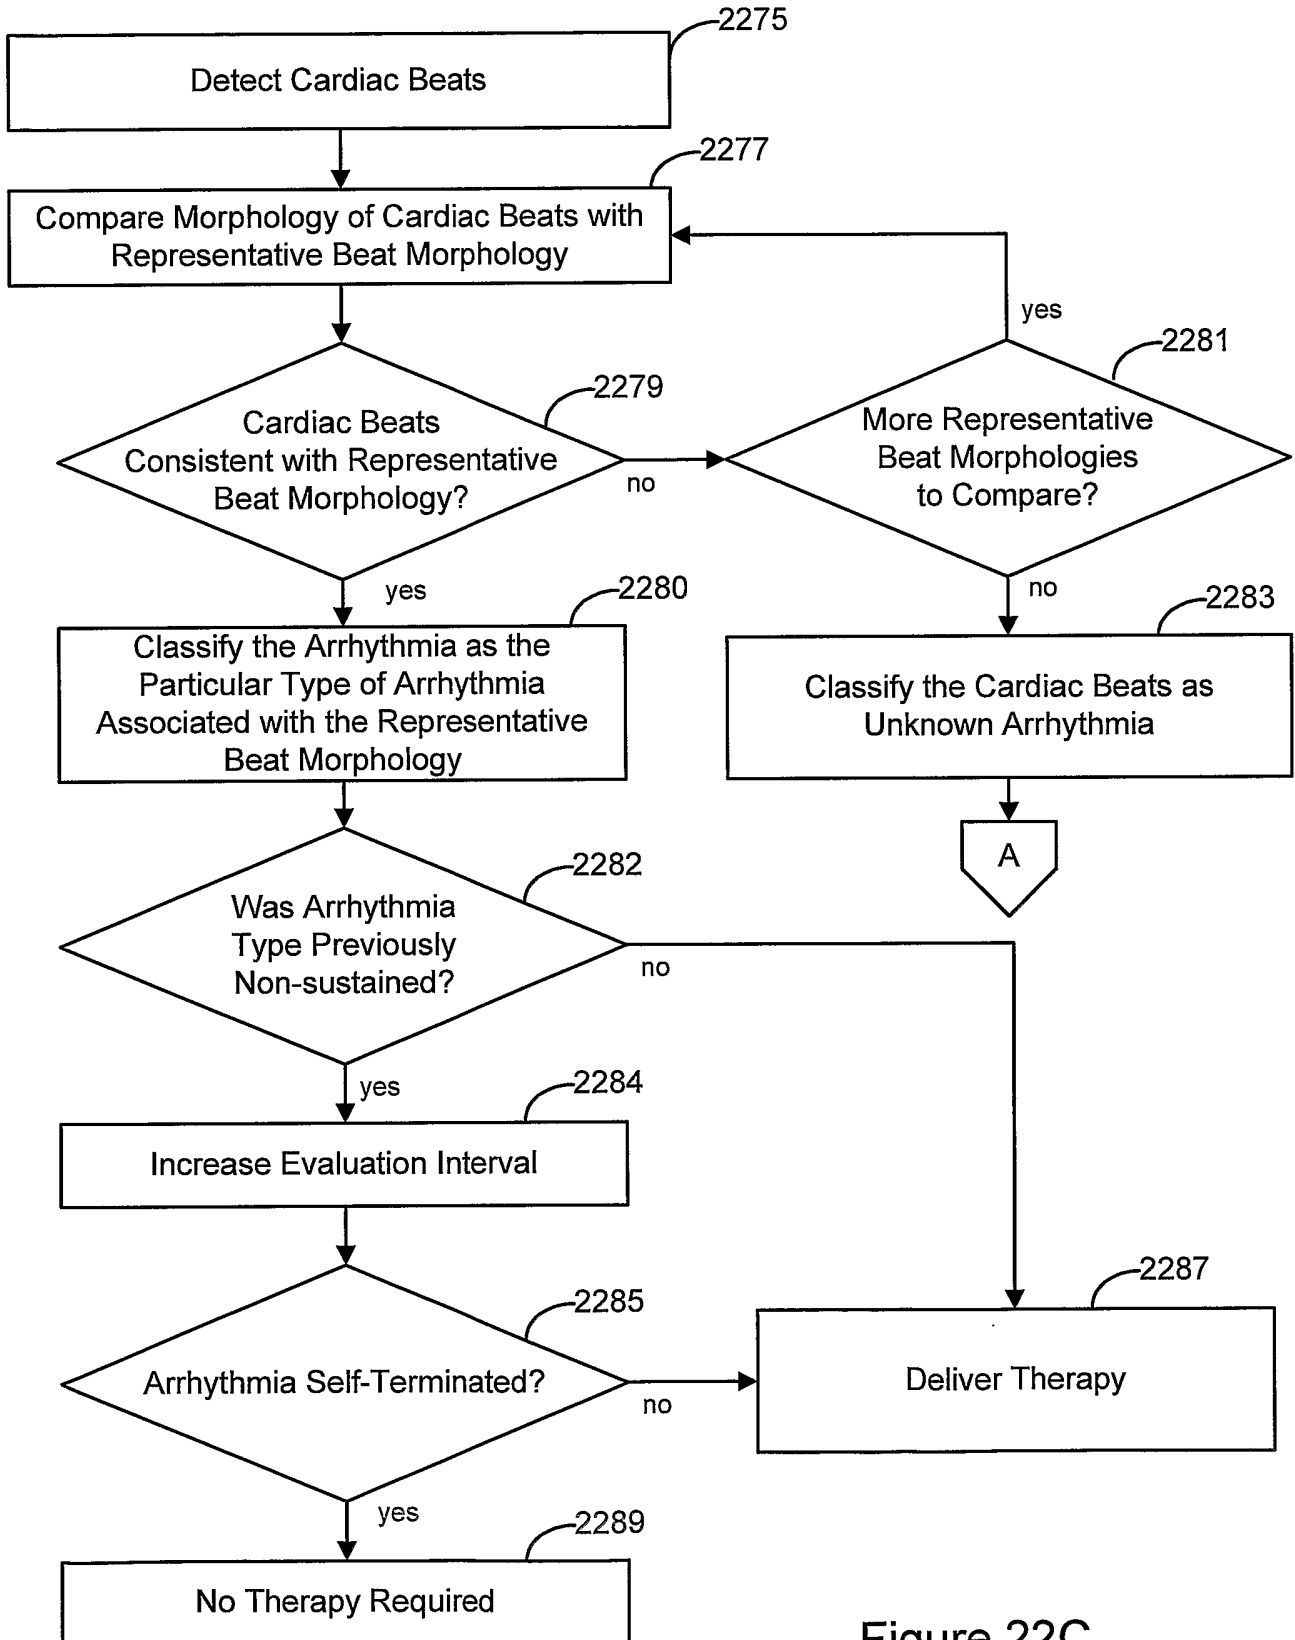 2275
Detect Cardiac Beats
2277
Compare Morphology of Cardiac Beats with
Representative Beat Morphology
yes
2281
2279
Cardiac Beats
Consistent with Representative
Beat Morphology?
no
More Representative
Beat Morphologies
to Compare?
yes
no
2280
2283
Classify the Arrhythmia as the
Particular Type of Arrhythmia
Associated with the Representative
Beat Morphology
Classify the Cardiac Beats as
Unknown Arrhythmia
A
2282
Was Arrhythmia
Type Previously
Non-sustained?
no
yes
2284
Increase Evaluation Interval
2287
2285
Arrhythmia Self-Terminated?
no
Deliver Therapy
yes
2289
No Therapy Required
Figure 22C